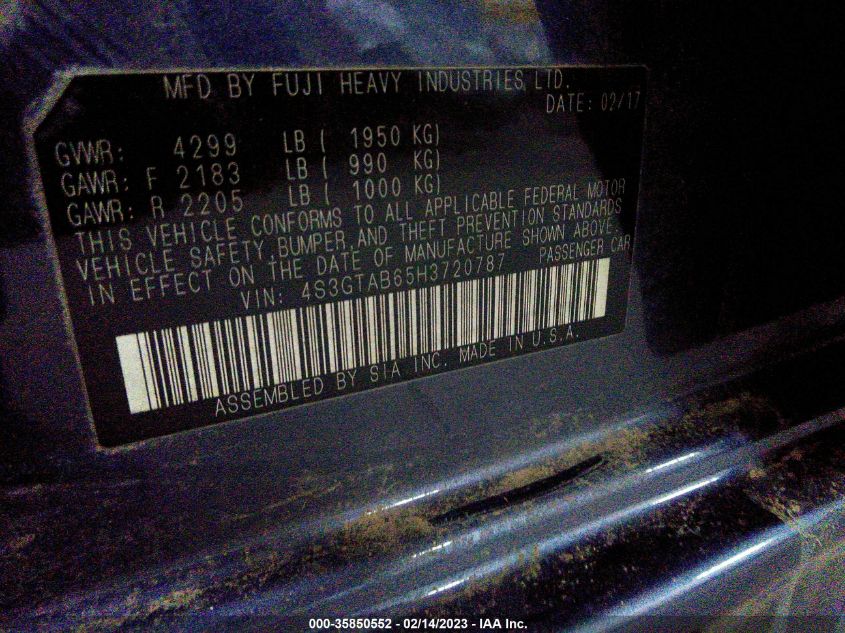 MFD BY FUJI HEAVY INDUSTRIES LTD.
DATE: 02/17
GVWR: 4299 LB ( 1950 KG)
GAWR: F 2183 LB ( 990 KG)
GAWR: R 2205 LB ( 1000 KG)
THIS VEHICLE CONFORMS TO ALL APPLICABLE FEDERAL MOTOR
VEHICLE SAFETY,BUMPER,AND THEFT PREVENTION STANDARDS
IN EFFECT ON THE DATE OF MANUFACTURE SHOWN ABOVE.
VIN: 4S3GTAB65H3720787 PASSENGER CAR
ASSEMBLED BY SIA INC. MADE IN U.S.A.
000-35850552 - 02/14/2023 - IAA Inc.